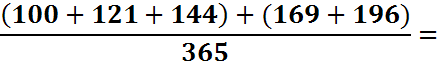 (100 + 121 + 144) + (169 + 196)
365
=